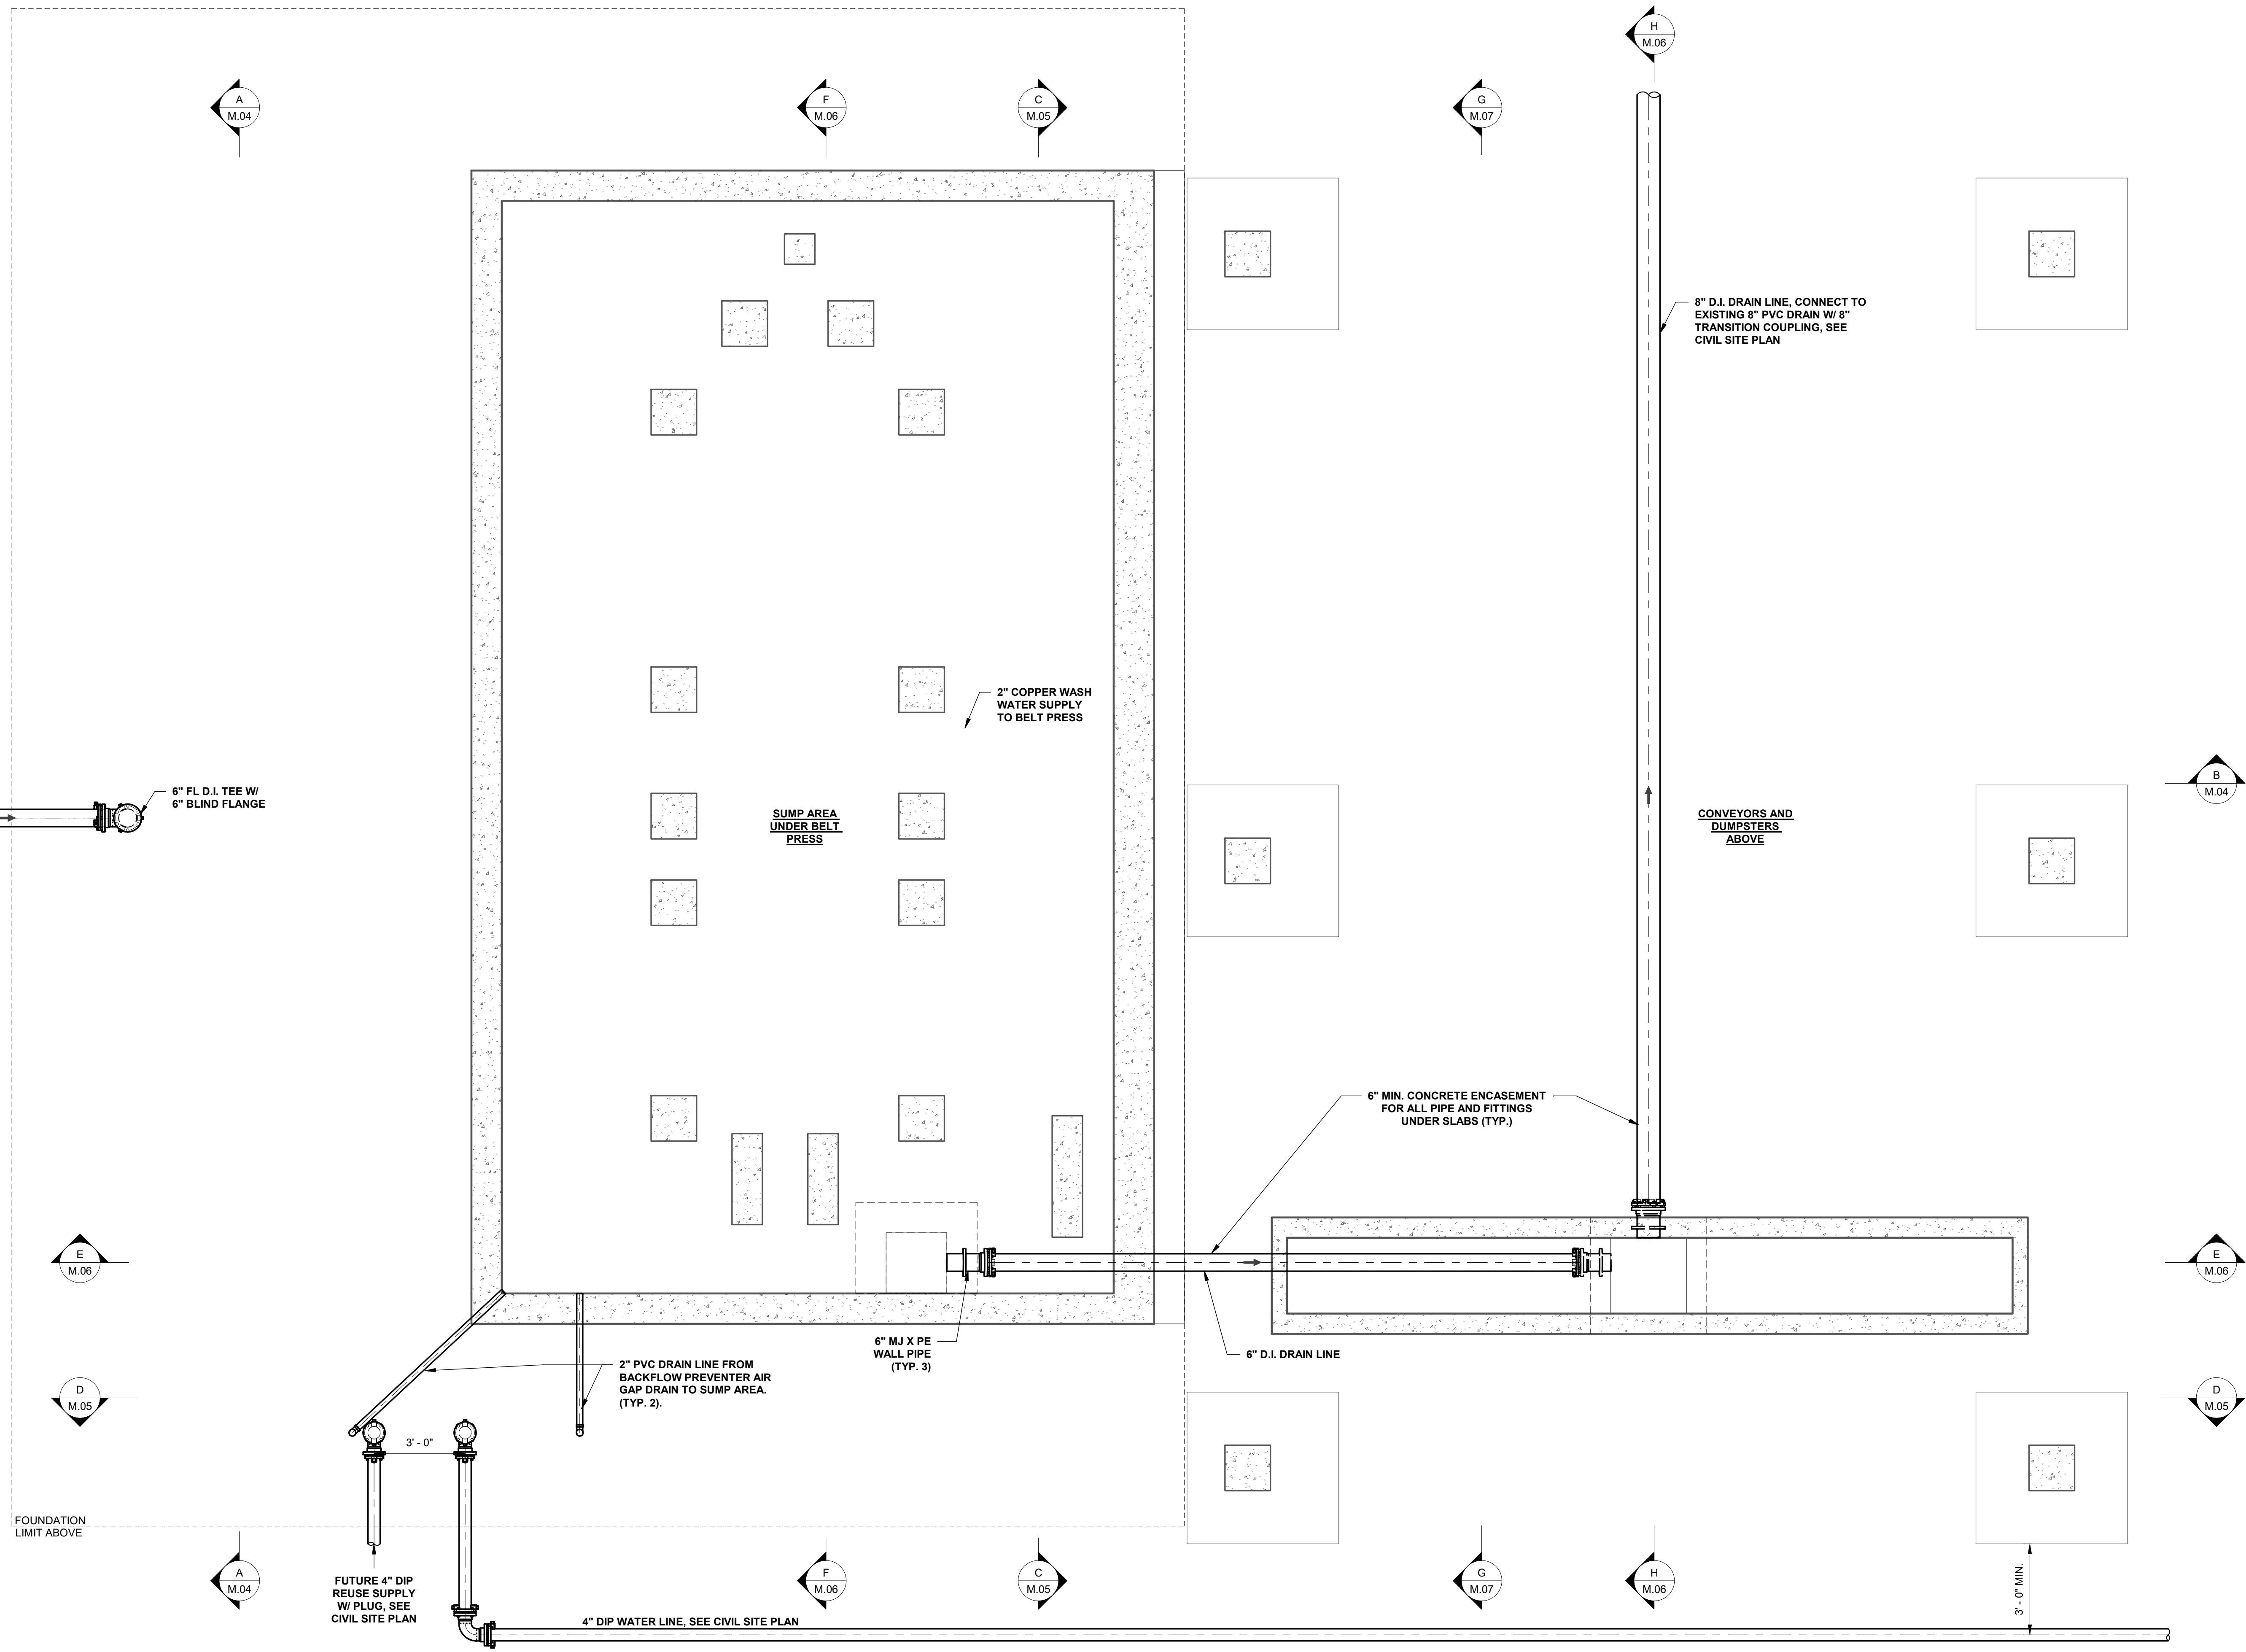 H
M.06
A
M.04
F
M.06
C
M.05
G
M.07
8" D.I. DRAIN LINE, CONNECT TO
EXISTING 8" PVC DRAIN W/ 8"
TRANSITION COUPLING, SEE
CIVIL SITE PLAN
2" COPPER WASH
WATER SUPPLY
TO BELT PRESS
6" FL D.I. TEE W/
6" BLIND FLANGE
SUMP AREA
UNDER BELT
PRESS
CONVEYORS AND
DUMPSTERS
ABOVE
B
M.04
6" MIN. CONCRETE ENCASEMENT
FOR ALL PIPE AND FITTINGS
UNDER SLABS (TYP.)
E
M.06
E
M.06
6" MJ X PE
WALL PIPE
(TYP. 3)
6" D.I. DRAIN LINE
2" PVC DRAIN LINE FROM
BACKFLOW PREVENTER AIR
GAP DRAIN TO SUMP AREA.
(TYP. 2).
D
M.05
D
M.05
3' - 0"
FOUNDATION
LIMIT ABOVE
A
M.04
FUTURE 4" DIP
REUSE SUPPLY
W/ PLUG, SEE
CIVIL SITE PLAN
F
M.06
C
M.05
G
M.07
H
M.06
3' - 0" MIN.
4" DIP WATER LINE, SEE CIVIL SITE PLAN